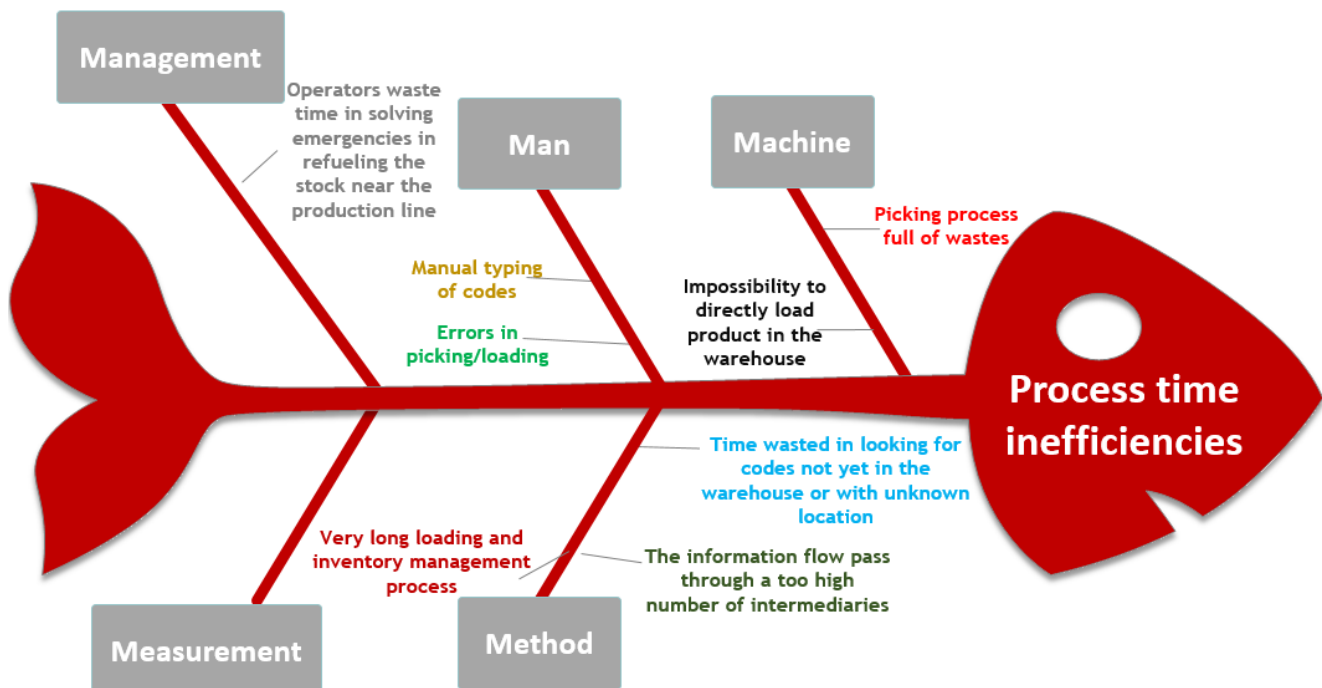 Management
Operators waste
time in solving
emergencies in
refueling the
stock near the
production line
Man
Manual typing
of codes
Errors in
picking/loading
Machine
Picking process
full of wastes
Impossibility to
directly load
product in the
warehouse
Process time
inefficiencies
Measurement
Very long loading and
inventory management
process
Method
Time wasted in looking for
codes not yet in the
warehouse or with unknown
location
The information flow pass
through a too high
number of intermediaries